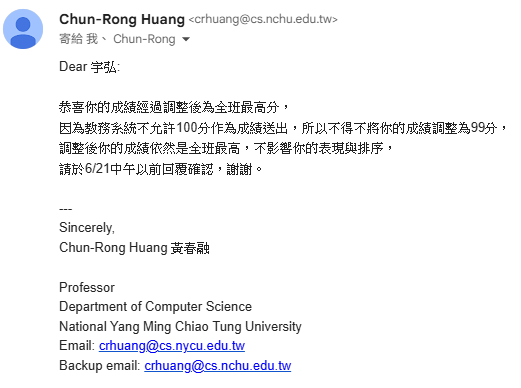 Chun-Rong Huang <crhuang@cs.nchu.edu.tw>
寄給 我、 Chun-Rong
Dear 宇弘:
恭喜你的成績經過調整後為全班最高分，
因為教務系統不允許100分作為成績送出，所以不得不將你的成績調整為99分，
調整後你的成績依然是全班最高，不影響你的表現與排序，
請於6/21中午以前回覆確認，謝謝。
---
Sincerely,
Chun-Rong Huang 黃春融
Professor
Department of Computer Science
National Yang Ming Chiao Tung University
Email: crhuang@cs.nycu.edu.tw
Backup email: crhuang@cs.nchu.edu.tw